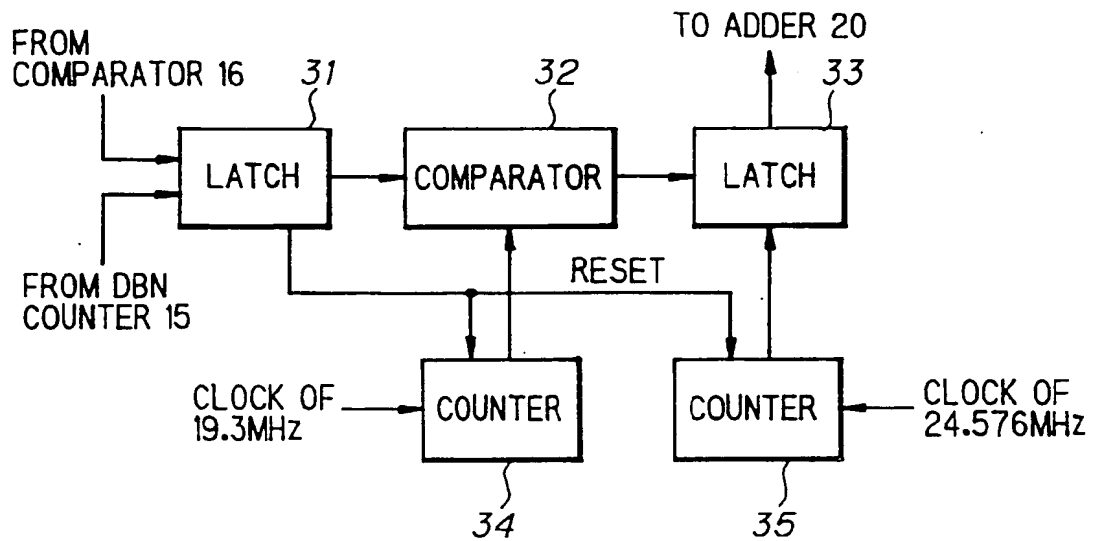 TO ADDER 20
FROM
COMPARATOR 16
31
32
33
LATCH
COMPARATOR
LATCH
FROM DBN
COUNTER 15
RESET
CLOCK OF
19.3MHz
COUNTER
COUNTER
CLOCK OF
24.576MHz
34
35